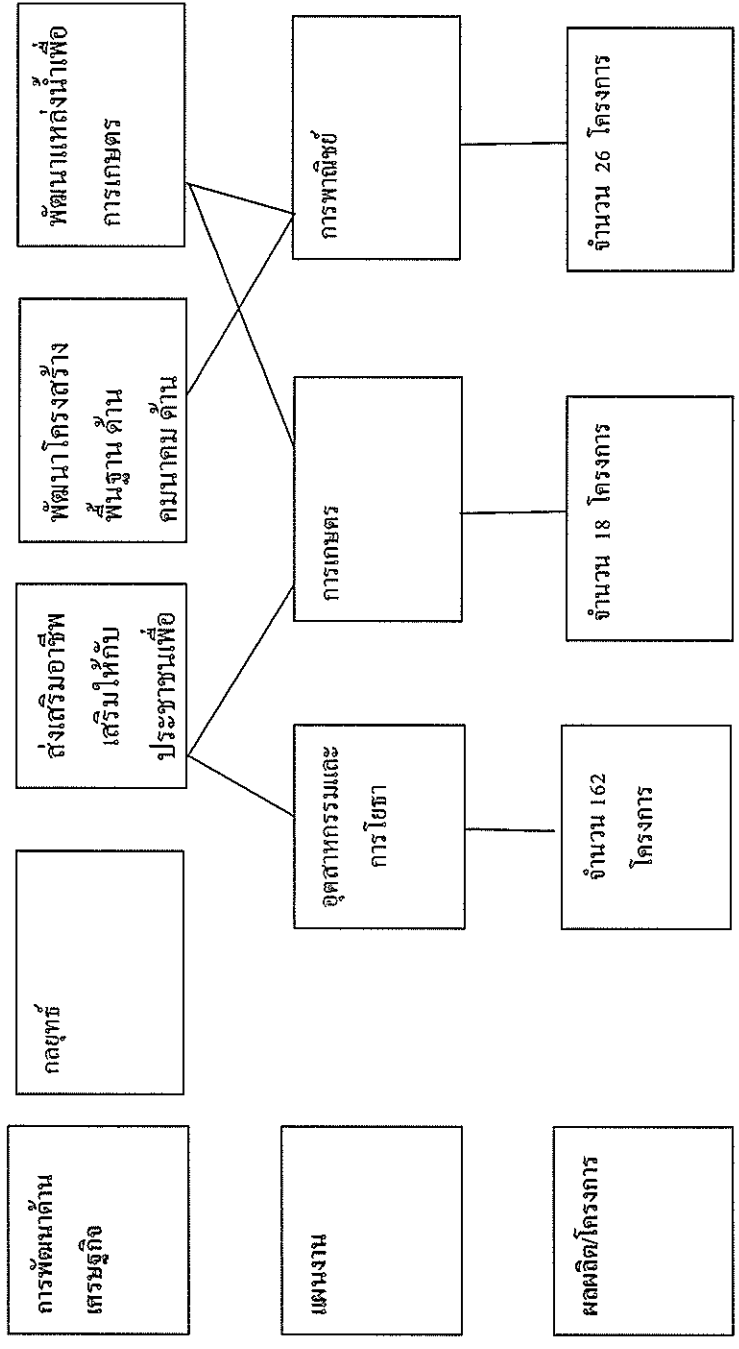 การพัฒนาด้าน
เศรษฐกิจ
กลยุทธ์
ส่งเสริมอาชีพ
เสริมให้กับ
ประชาชนเพื่อ
พัฒนาโครงสร้าง
พื้นฐาน ด้าน
คมนาคม ด้าน
พัฒนาแหล่งน้ำเพื่อ
การเกษตร
แผนงาน
อุตสาหกรรมและ
การโยธา
การเกษตร
การพาณิชย์
ผลผลิต/โครงการ
จำนวน 162
โครงการ
จำนวน 18 โครงการ
จำนวน 26 โครงการ